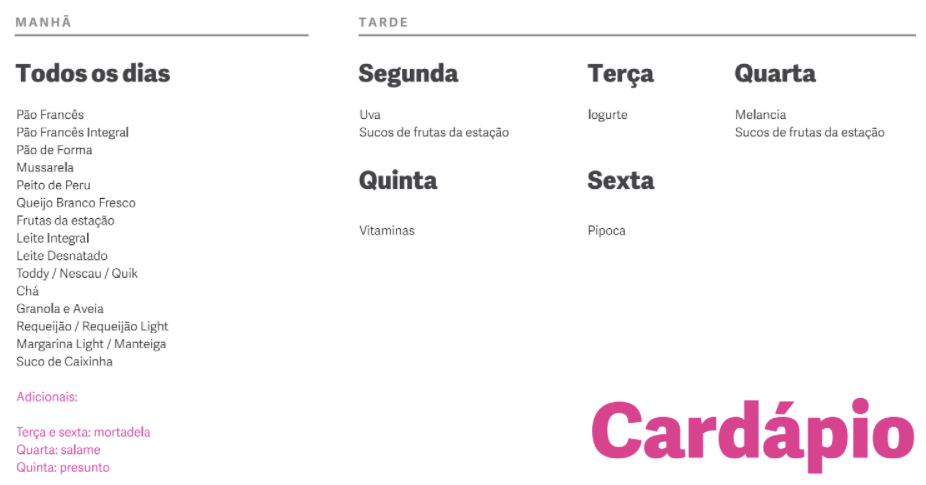 MANHÃ
Todos os dias
Pão Francês
Pão Francês Integral
Pão de Forma
Mussarela
Peito de Peru
Queijo Branco Fresco
Frutas da estação
Leite Integral
Leite Desnatado
Toddy / Nescau / Quik
Chá
Granola e Aveia
Requeijão / Requeijão Light
Margarina Light / Manteiga
Suco de Caixinha
Adicionais:
Terça e sexta: mortadela
Quarta: salame
Quinta: presunto
TARDE
Segunda
Uva
Sucos de frutas da estação
Terça
Iogurte
Quarta
Melancia
Sucos de frutas da estação
Quinta
Vitaminas
Sexta
Pipoca
Cardápio